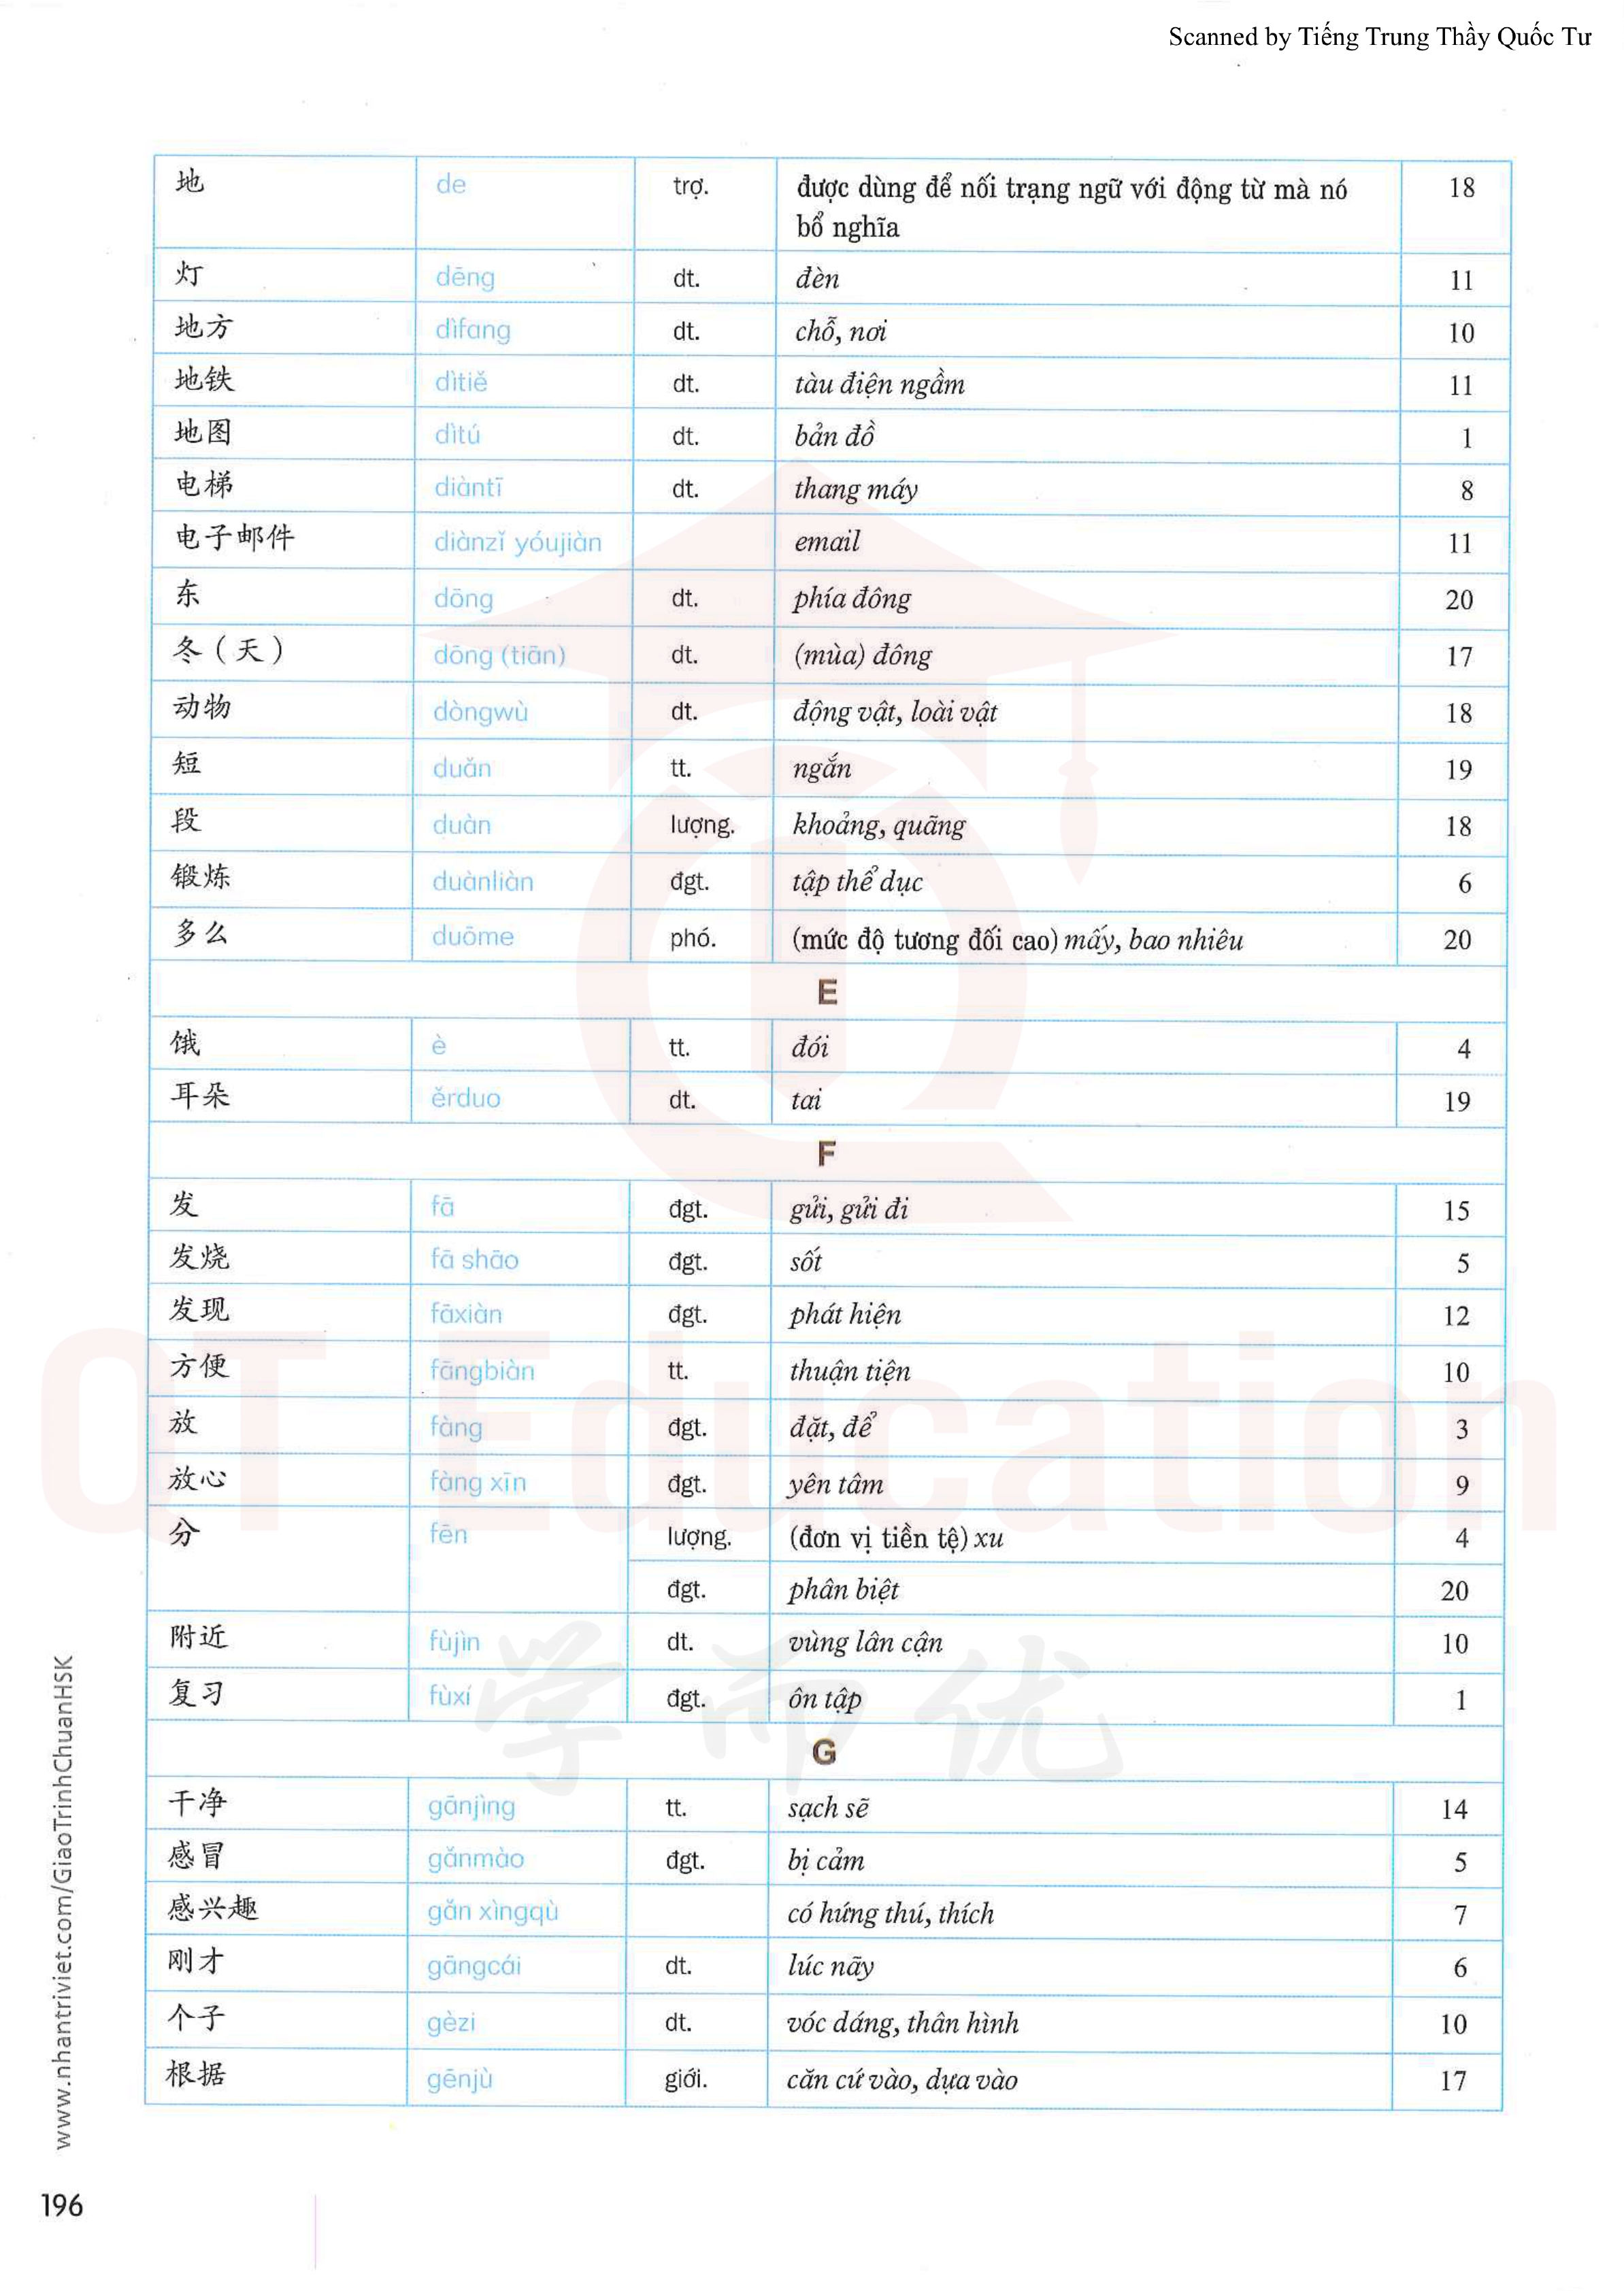 Scanned by Tiếng Trung Thầy Quốc Tư
地 de trợ. được dùng để nối trạng ngữ với động từ mà nó 18
bổ nghĩa
灯 dēng dt. đèn 11
地方 dìfang dt. chỗ, nơi 10
地铁 dìtiě dt. tàu điện ngầm 11
地图 dìtú dt. bản đồ 1
电梯 diàntī dt. thang máy 8
电子邮件 diànzǐ yóujiàn email 11
东 dōng dt. phía đông 20
冬（天） dōng (tiān) dt. (mùa) đông 17
动物 dòngwù dt. động vật, loài vật 18
短 duǎn tt. ngắn 19
段 duàn lượng. khoảng, quãng 18
锻炼 duànliàn đgt. tập thể dục 6
多么 duōme phó. (mức độ tương đối cao) mấy, bao nhiêu 20
E
饿 è tt. đói 4
耳朵 ěrduo dt. tai 19
F
发 fā đgt. gửi, gửi đi 15
发烧 fā shāo đgt. sốt 5
发现 fāxiàn đgt. phát hiện 12
方便 fāngbiàn tt. thuận tiện 10
放 fàng đgt. đặt, để 3
放心 fàng xīn đgt. yên tâm 9
分 fēn lượng. (đơn vị tiền tệ) xu 4
đgt. phân biệt 20
附近 fùjìn dt. vùng lân cận 10
复习 fùxí đgt. ôn tập 1
G
干净 gānjìng tt. sạch sẽ 14
感冒 gǎnmào đgt. bị cảm 5
感兴趣 gǎn xìngqù có hứng thú, thích 7
刚才 gāngcái dt. lúc nãy 6
个子 gèzi dt. vóc dáng, thân hình 10
根据 gēnjù giới. căn cứ vào, dựa vào 17
QT Education
学而优
www.nhantriviet.com/GiaoTrinhChuanHSK
196